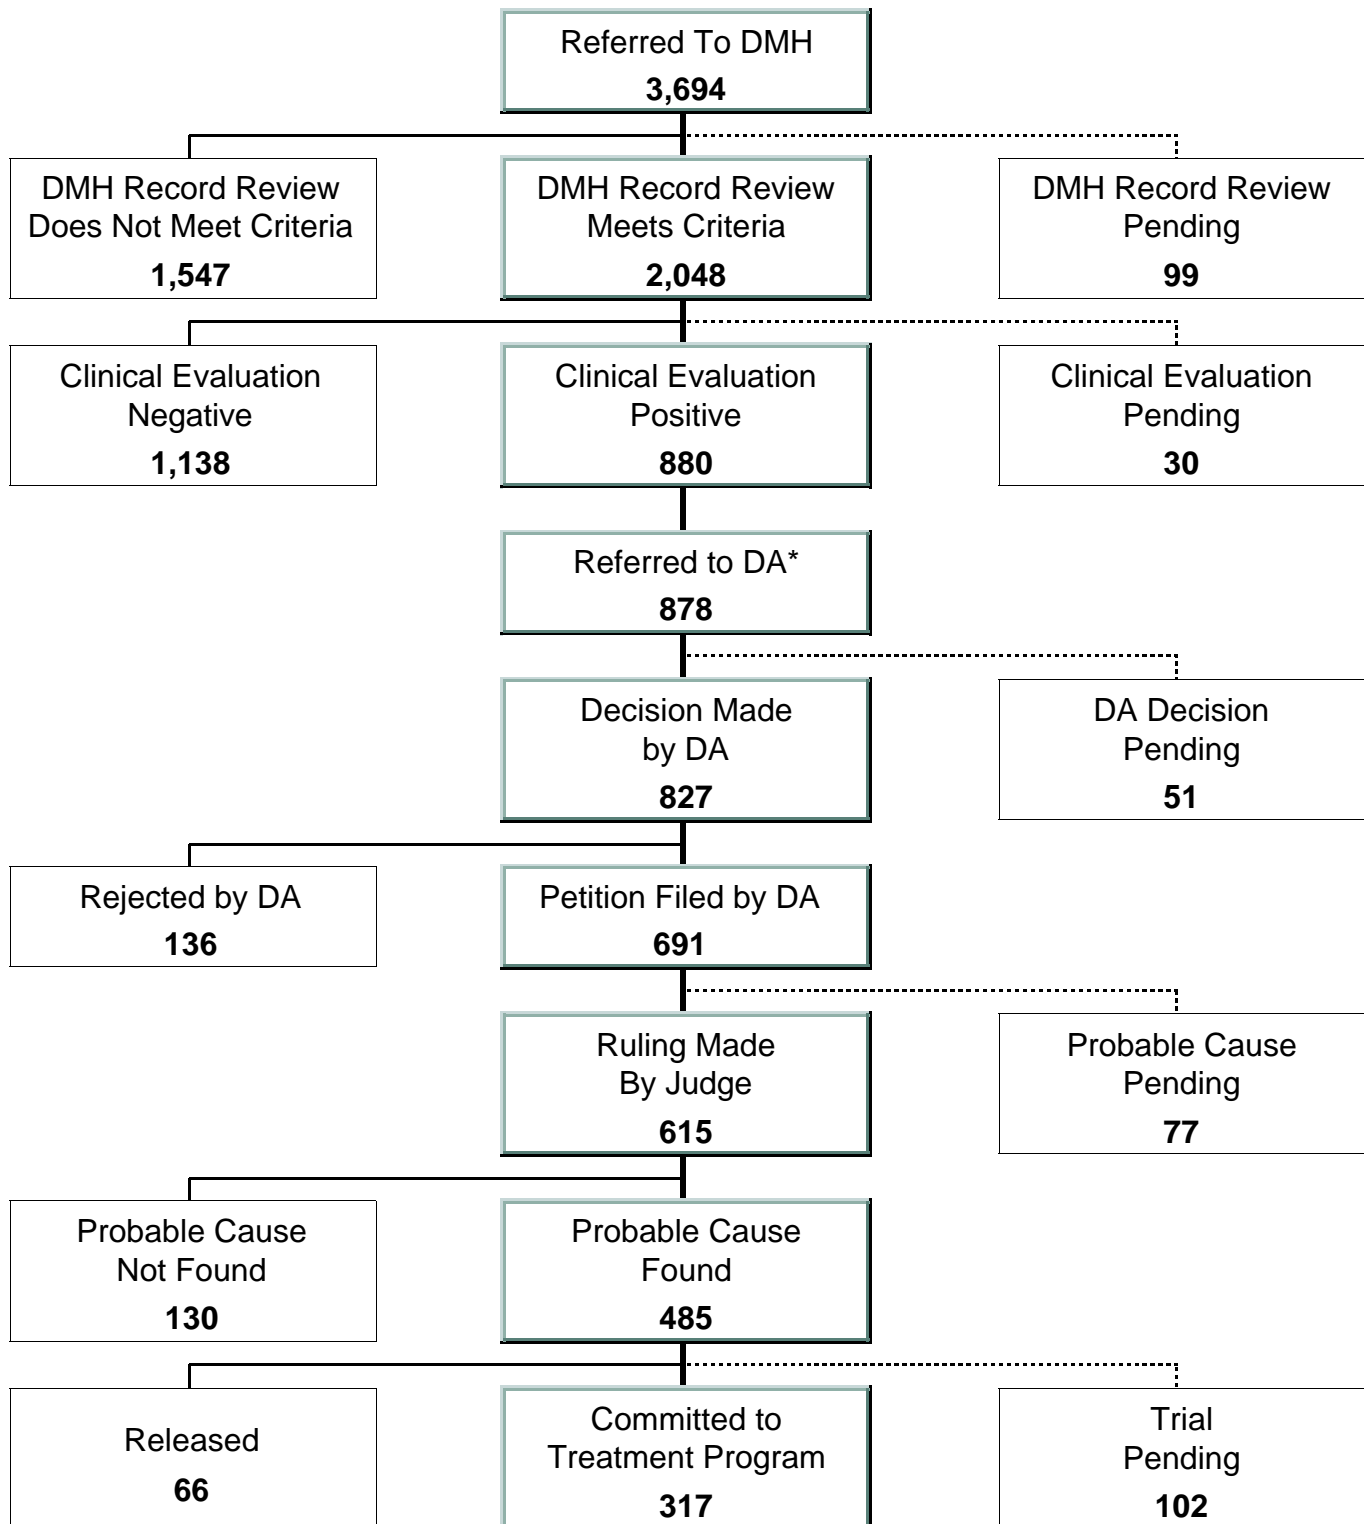 Referred To DMH
3,694
DMH Record Review
Does Not Meet Criteria
1,547
DMH Record Review
Meets Criteria
2,048
DMH Record Review
Pending
99
Clinical Evaluation
Negative
1,138
Clinical Evaluation
Positive
880
Clinical Evaluation
Pending
30
Referred to DA*
878
Decision Made
by DA
827
DA Decision
Pending
51
Rejected by DA
136
Petition Filed by DA
691
Ruling Made
By Judge
615
Probable Cause
Pending
77
Probable Cause
Not Found
130
Probable Cause
Found
485
Released
66
Committed to
Treatment Program
317
Trial
Pending
102